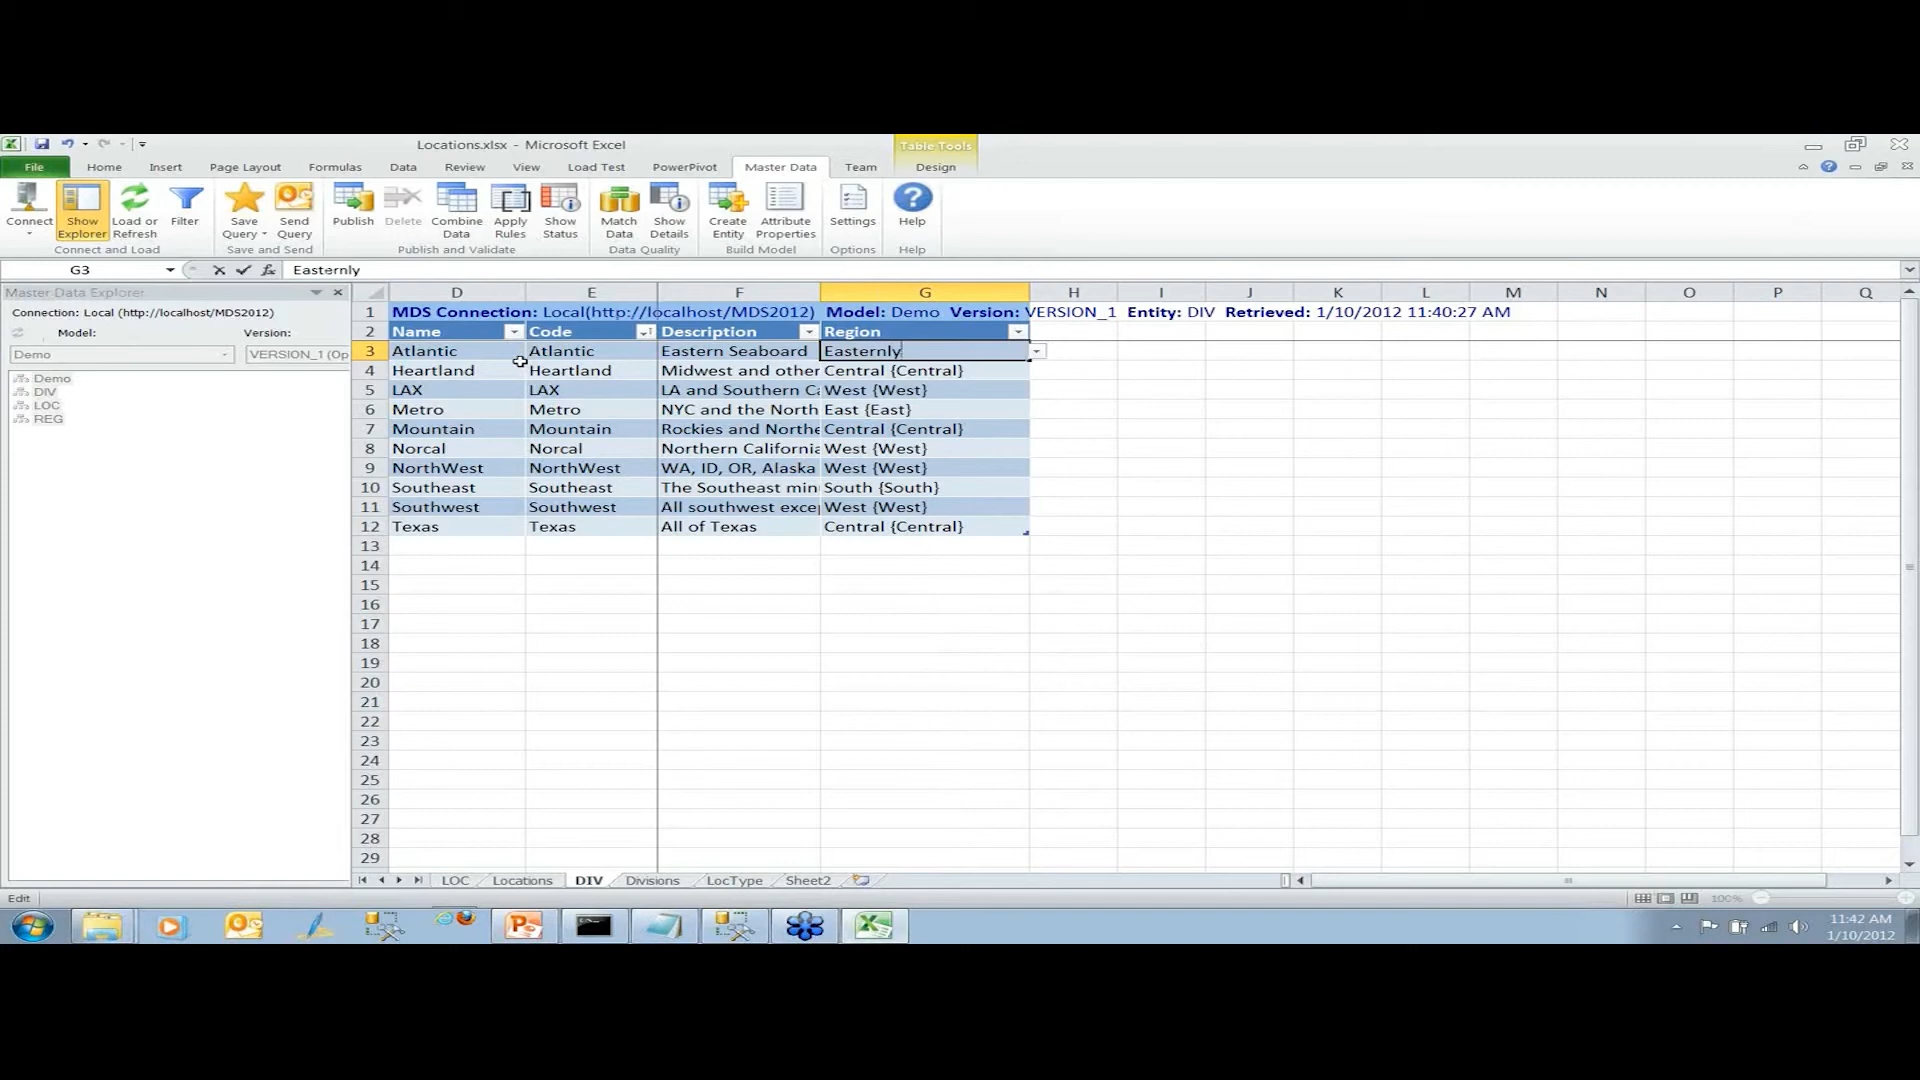 Locations.xlsx - Microsoft Excel
Table Tools
File Home Insert Page Layout Formulas Data Review View Load Test PowerPivot Master Data Team Design
Connect Show Explorer Load or Refresh Filter Save Query Send Query Publish Delete Combine Data Apply Rules Show Status Match Data Show Details Create Entity Attribute Properties Settings Help
Connect and Load Save and Send Publish and Validate Data Quality Build Model Options Help
G3 fx Easternly
Master Data Explorer
Connection: Local (http://localhost/MDS2012)
Model: Version:
Demo VERSION_1 (Op
Demo
DIV
LOC
REG
D E F G H I J K L M N O P Q
1 MDS Connection: Local(http://localhost/MDS2012) Model: Demo Version: VERSION_1 Entity: DIV Retrieved: 1/10/2012 11:40:27 AM
2 Name Code Description Region
3 Atlantic Atlantic Eastern Seaboard Easternly
4 Heartland Heartland Midwest and other Central {Central}
5 LAX LAX LA and Southern Ca West {West}
6 Metro Metro NYC and the North East {East}
7 Mountain Mountain Rockies and Northe Central {Central}
8 Norcal Norcal Northern California West {West}
9 NorthWest NorthWest WA, ID, OR, Alaska West {West}
10 Southeast Southeast The Southeast min South {South}
11 Southwest Southwest All southwest exce West {West}
12 Texas Texas All of Texas Central {Central}
13
14
15
16
17
18
19
20
21
22
23
24
25
26
27
28
29
LOC Locations DIV Divisions LocType Sheet2
Edit 100%
11:42 AM
1/10/2012